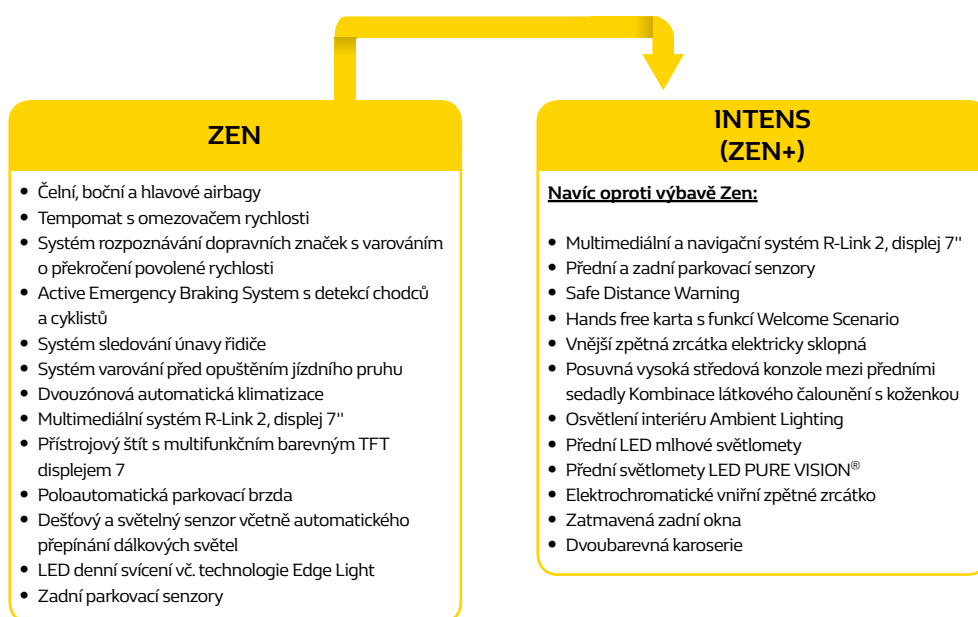 ZEN
• Čelní, boční a hlavové airbagy
• Tempomat s omezovačem rychlosti
• Systém rozpoznávání dopravních značek s varováním
o překročení povolené rychlosti
• Active Emergency Braking System s detekcí chodců
a cyklistů
• Systém sledování únavy řidiče
• Systém varování před opuštěním jízdního pruhu
• Dvouzónová automatická klimatizace
• Multimediální systém R-Link 2, displej 7"
• Přístrojový štít s multifunkčním barevným TFT
displejem 7
• Poloautomatická parkovací brzda
• Dešťový a světelný senzor včetně automatického
přepínání dálkových světel
• LED denní svícení vč. technologie Edge Light
• Zadní parkovací senzory
INTENS
(ZEN+)
Navíc oproti výbavě Zen:
• Multimediální a navigační systém R-Link 2, displej 7"
• Přední a zadní parkovací senzory
• Safe Distance Warning
• Hands free karta s funkcí Welcome Scenario
• Vnější zpětná zrcátka elektricky sklopná
• Posuvná vysoká středová konzole mezi předními
sedadly Kombinace látkového čalounění s koženkou
• Osvětlení interiéru Ambient Lighting
• Přední LED mlhové světlomety
• Přední světlomety LED PURE VISION®
• Elektrochromatické vniřní zpětné zrcátko
• Zatmavená zadní okna
• Dvoubarevná karoserie